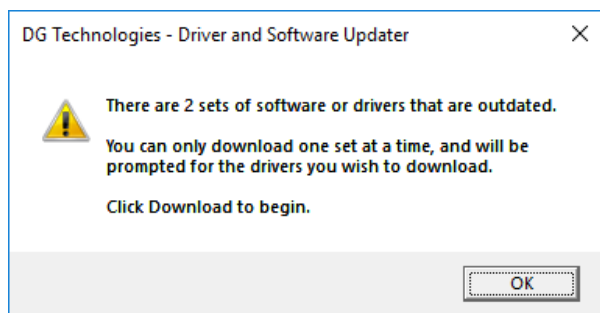 DG Technologies - Driver and Software Updater
There are 2 sets of software or drivers that are outdated.
You can only download one set at a time, and will be
prompted for the drivers you wish to download.
Click Download to begin.
OK